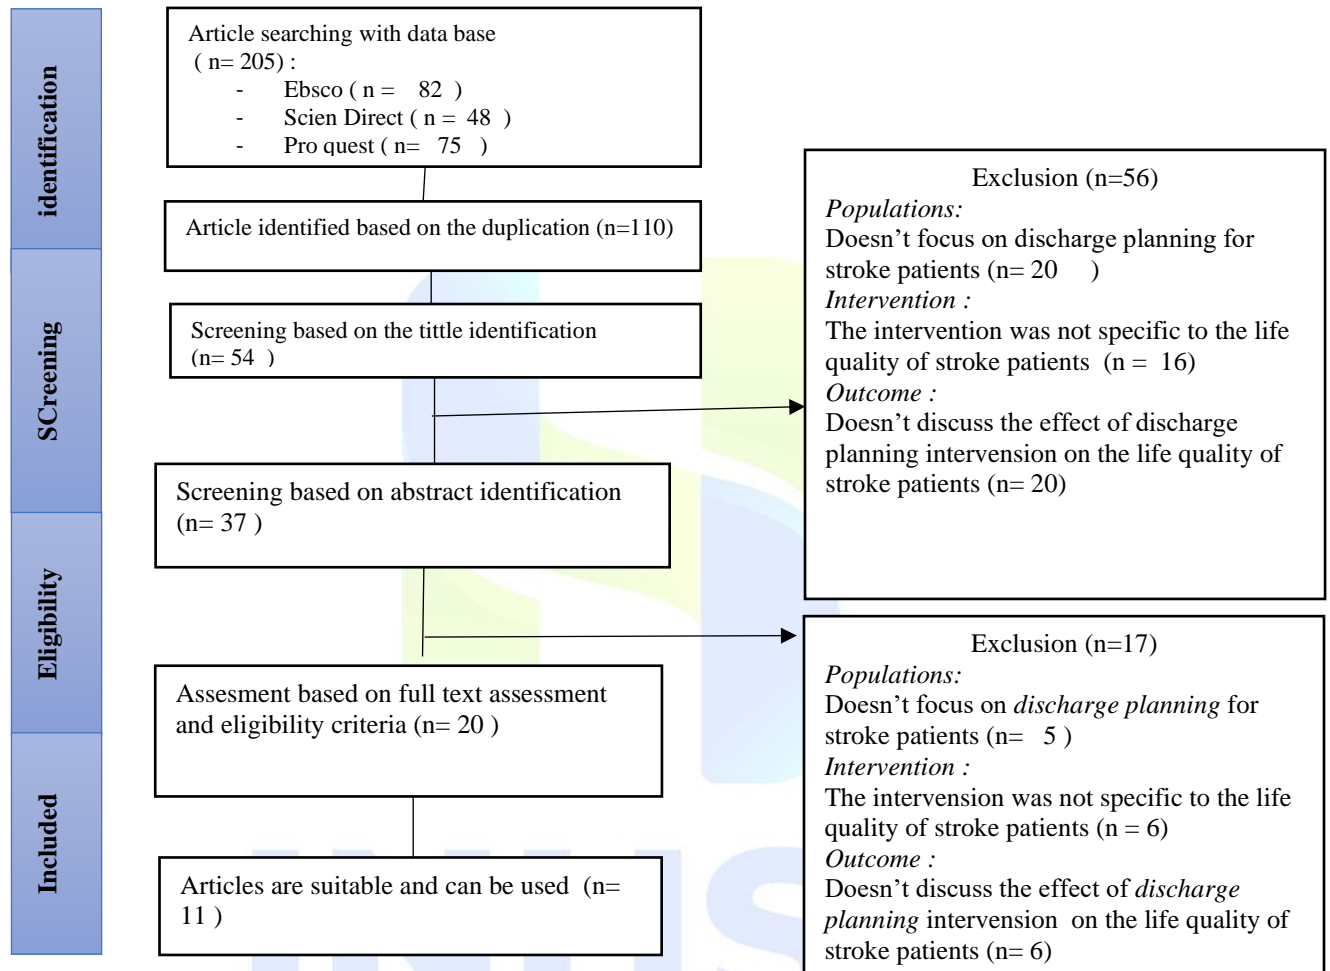 identification
Article searching with data base
( n= 205) :
- Ebsco ( n = 82 )
- Scien Direct ( n = 48 )
- Pro quest ( n= 75 )
Article identified based on the duplication (n=110)
SCreening
Screening based on the tittle identification
(n= 54 )
Exclusion (n=56)
Populations:
Doesn’t focus on discharge planning for
stroke patients (n= 20 )
Intervention :
The intervention was not specific to the life
quality of stroke patients (n = 16)
Outcome :
Doesn’t discuss the effect of discharge
planning intervention on the life quality of
stroke patients (n= 20)
Screening based on abstract identification
(n= 37 )
Eligibility
Assesment based on full text assessment
and eligibility criteria (n= 20 )
Exclusion (n=17)
Populations:
Doesn’t focus on discharge planning for
stroke patients (n= 5 )
Intervention :
The intervension was not specific to the life
quality of stroke patients (n = 6)
Outcome :
Doesn’t discuss the effect of discharge
planning intervension on the life quality of
stroke patients (n= 6)
Included
Articles are suitable and can be used (n=
11 )